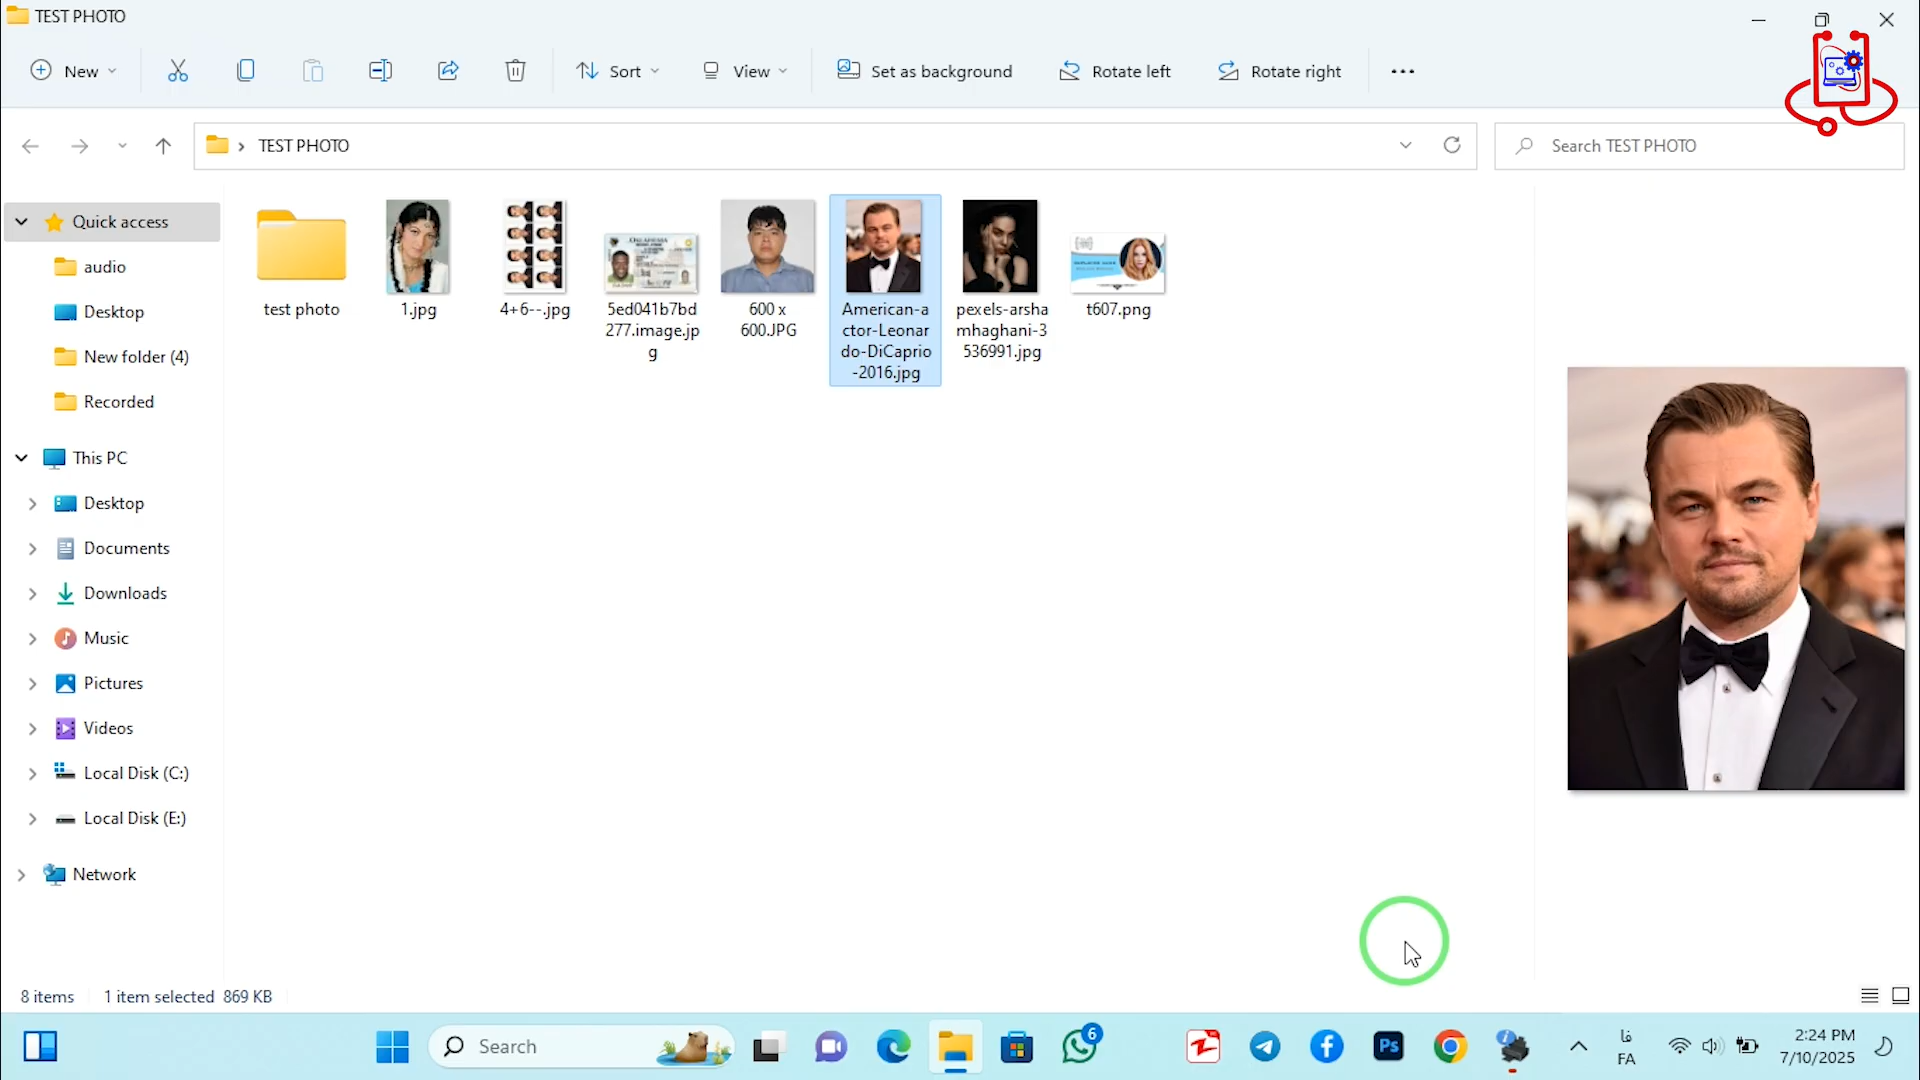 TEST PHOTO
New
Sort
View
Set as background
Rotate left
Rotate right
TEST PHOTO
Search TEST PHOTO
Quick access
audio
Desktop
New folder (4)
Recorded
This PC
Desktop
Documents
Downloads
Music
Pictures
Videos
Local Disk (C:)
Local Disk (E:)
Network
test photo
1.jpg
4+6--.jpg
5ed041b7bd
277.image.jp
g
600 x
600.JPG
American-a
ctor-Leonar
do-DiCaprio
-2016.jpg
pexels-arsha
mhaghani-3
536991.jpg
t607.png
8 items
1 item selected 869 KB
Search
6
Ps
فا
FA
2:24 PM
7/10/2025